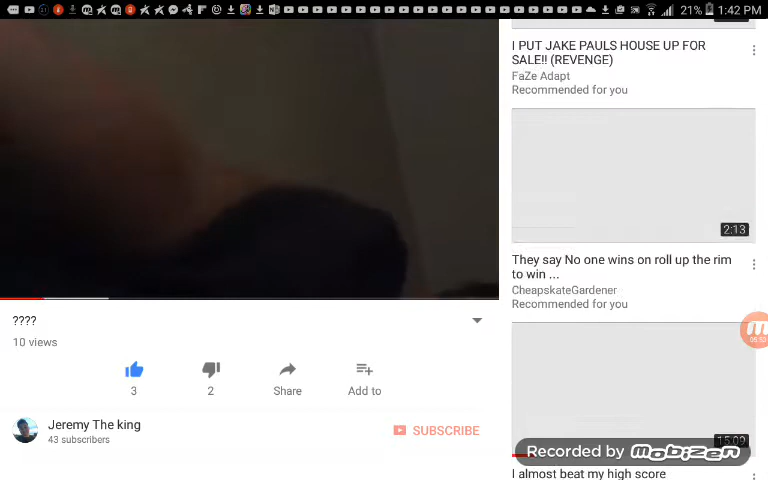 21% 1:42 PM
I PUT JAKE PAULS HOUSE UP FOR
SALE!! (REVENGE)
FaZe Adapt
Recommended for you
2:13
They say No one wins on roll up the rim
to win ...
CheapskateGardener
Recommended for you
????
10 views
3
2
Share
Add to
Jeremy The king
43 subscribers
SUBSCRIBE
15:09
Recorded by mobizen
I almost beat my high score